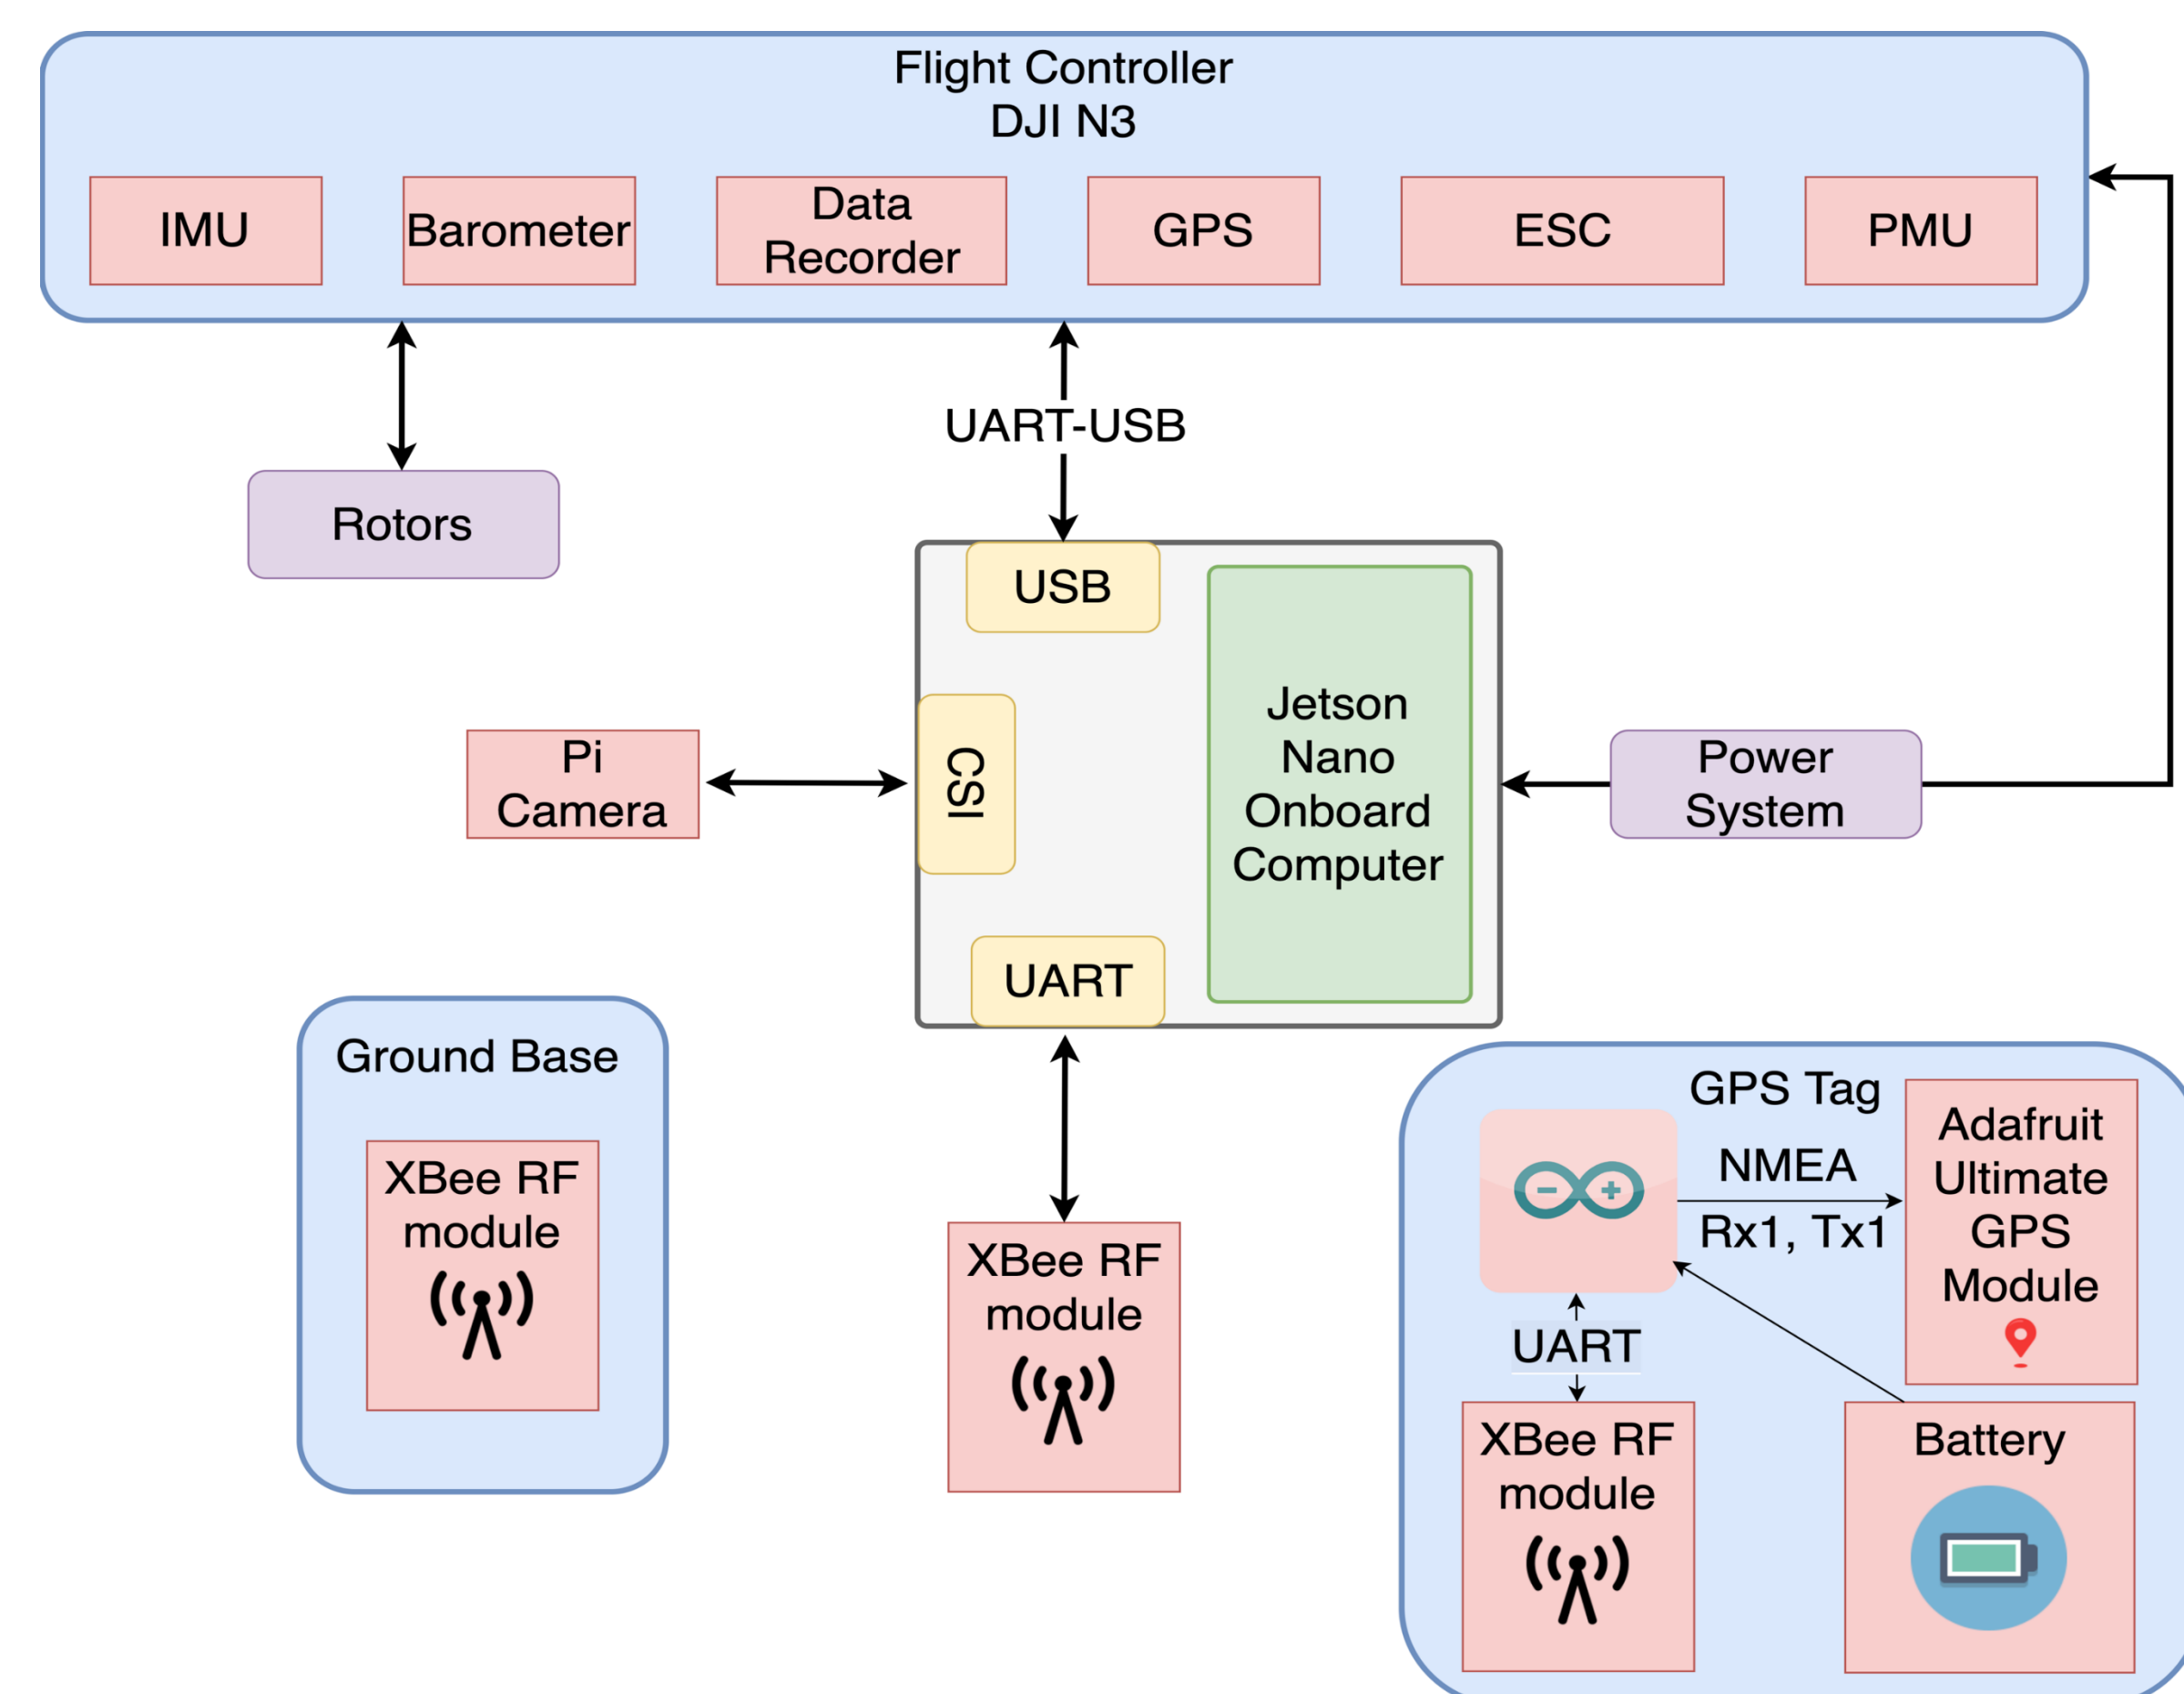 Flight Controller
DJI N3
IMU
Barometer
Data
Recorder
GPS
ESC
PMU
UART-USB
Rotors
USB
Jetson
Nano
Onboard
Computer
CSI
Pi
Camera
Power
System
UART
Ground Base
XBee RF
module
XBee RF
module
GPS Tag
NMEA
Rx1, Tx1
Adafruit
Ultimate
GPS
Module
UART
XBee RF
module
Battery